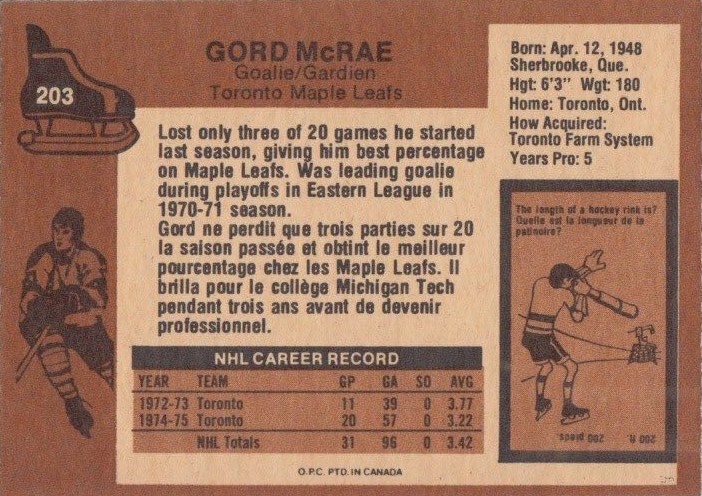 203
GORD McRAE
Goalie/Gardien
Toronto Maple Leafs
Born: Apr. 12, 1948
Sherbrooke, Que.
Hgt: 6'3" Wgt: 180
Home: Toronto, Ont.
How Acquired:
Toronto Farm System
Years Pro: 5
Lost only three of 20 games he started
last season, giving him best percentage
on Maple Leafs. Was leading goalie
during playoffs in Eastern League in
1970-71 season.
Gord ne perdit que trois parties sur 20
la saison passée et obtint le meilleur
pourcentage chez les Maple Leafs. Il
brilla pour le collège Michigan Tech
pendant trois ans avant de devenir
professionnel.
The length of a hockey rink is?
Quelle est la longueur de la
patinoire?
200 ft. 200 pieds.
NHL CAREER RECORD
YEAR TEAM GP GA SO AVG
1972-73 Toronto 11 39 0 3.77
1974-75 Toronto 20 57 0 3.22
NHL Totals 31 96 0 3.42
O.P.C. PTD. IN CANADA